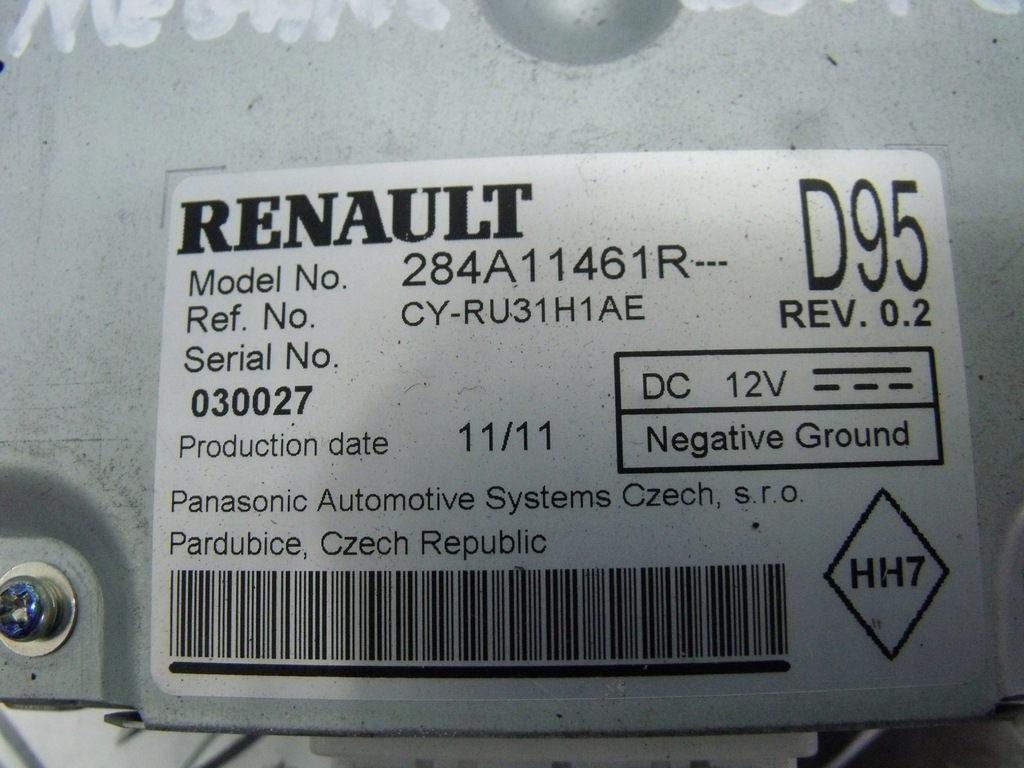 RENAULT
D95
Model No. 284A11461R---
Ref. No. CY-RU31H1AE
REV. 0.2
Serial No.
030027
DC 12V
Negative Ground
Production date 11/11
Panasonic Automotive Systems Czech, s.r.o.
Pardubice, Czech Republic
HH7